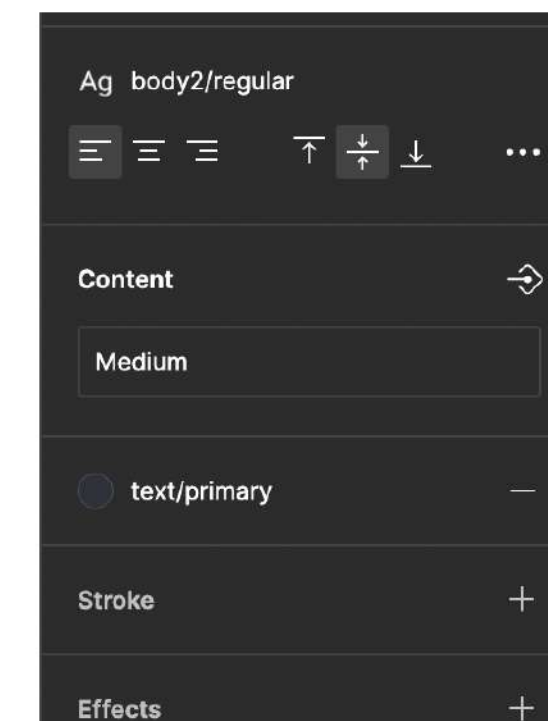 Ag body2/regular
Content
Medium
text/primary
Stroke
Effects